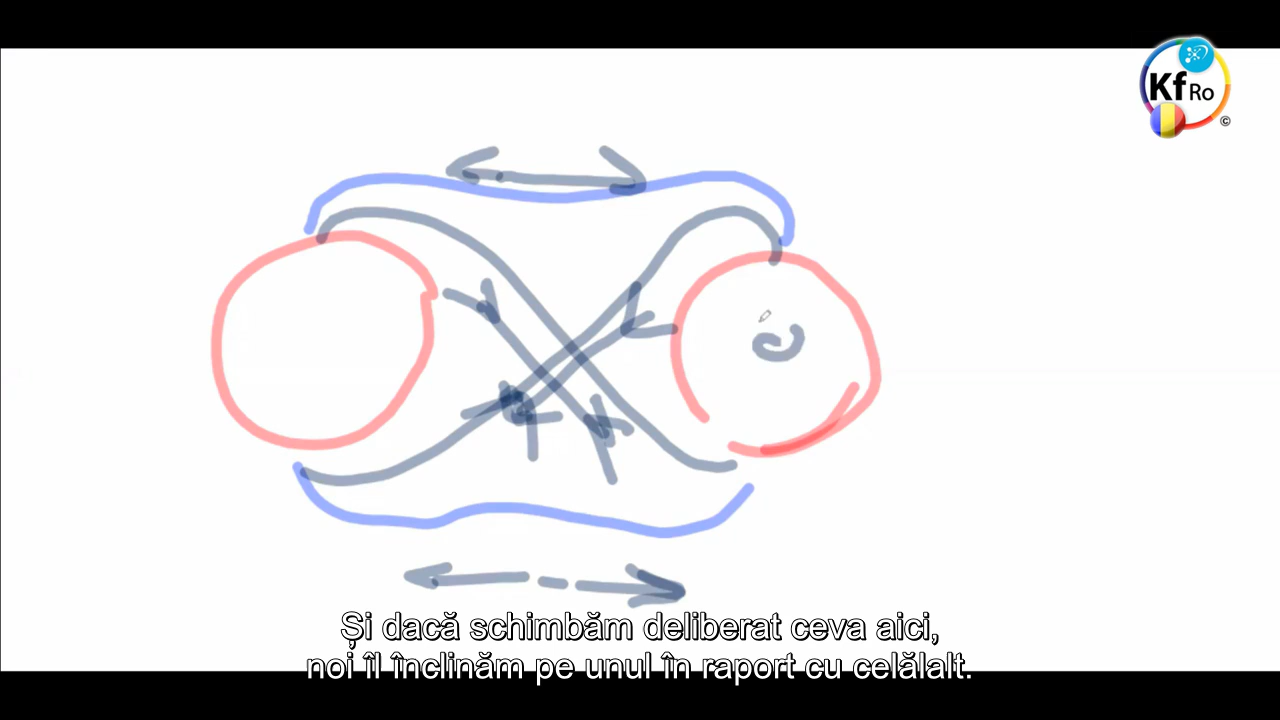 Kf Ro
©
Și dacă schimbăm deliberat ceva aici,
noi îl înclinăm pe unul în raport cu celălalt.